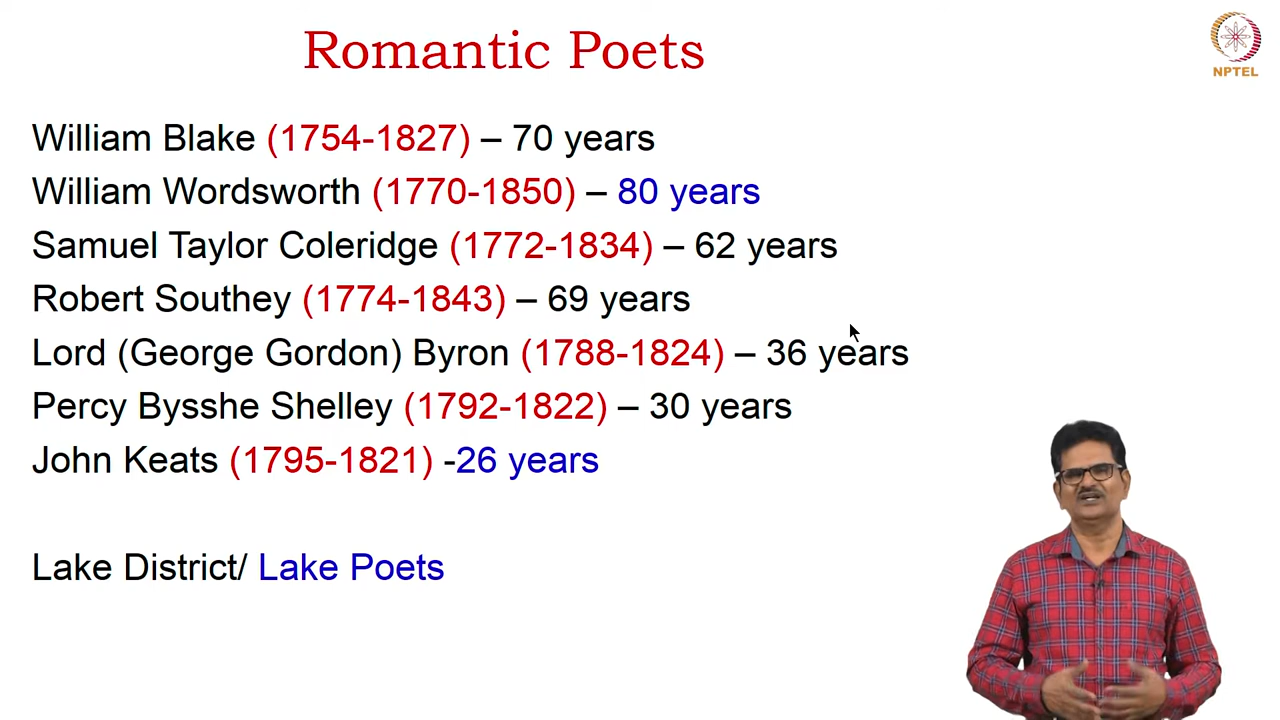 Romantic Poets
NPTEL
William Blake (1754-1827) – 70 years
William Wordsworth (1770-1850) – 80 years
Samuel Taylor Coleridge (1772-1834) – 62 years
Robert Southey (1774-1843) – 69 years
Lord (George Gordon) Byron (1788-1824) – 36 years
Percy Bysshe Shelley (1792-1822) – 30 years
John Keats (1795-1821) -26 years
Lake District/ Lake Poets